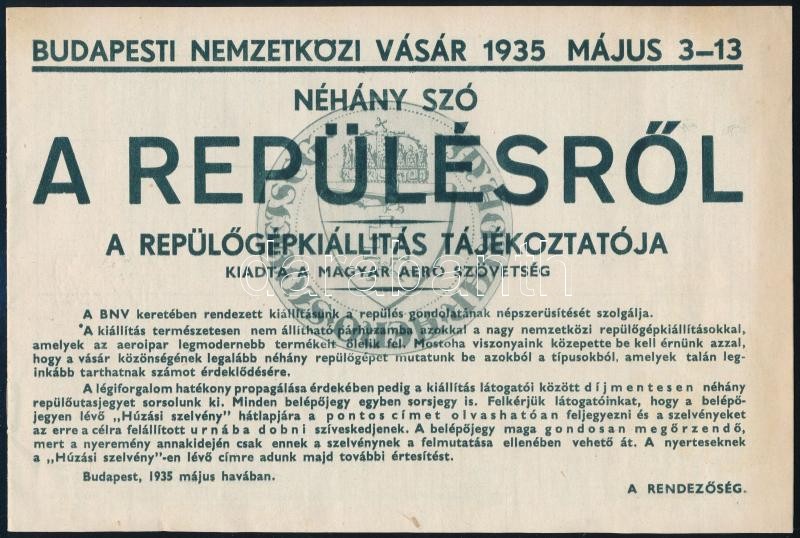 BUDAPESTI NEMZETKÖZI VÁSÁR 1935 MÁJUS 3–13
NÉHÁNY SZÓ
A REPÜLÉSRŐL
A REPÜLŐGÉPKIÁLLITÁS TÁJÉKOZTATÓJA
KIADTA A MAGYAR AERO SZÖVETSÉG
A BNV keretében rendezett kiállításunk a repülés gondolatának népszerüsítését szolgálja.
A kiállítás természetesen nem állítható párhuzamba azokkal a nagy nemzetközi repülőgépkiállításokkal,
amelyek az aeroipar legmodernebb termékeit ölelik fel. Mostoha viszonyaink közepette be kell érnünk azzal,
hogy a vásár közönségének legalább néhány repülőgépet mutatunk be azokból a típusokból, amelyek talán leg-
inkább tarthatnak számot érdeklődésére.
A légiforgalom hatékony propagálása érdekében pedig a kiállítás látogatói között díjmentesen néhány
repülőutasjegyet sorsolunk ki. Minden belépőjegy egyben sorsjegy is. Felkérjük látogatóinkat, hogy a belépő-
jegyen lévő „Húzási szelvény” hátlapjára a pontos címet olvashatóan feljegyezni és a szelvényeket
az erre a célra felállított urnába dobni szíveskedjenek. A belépőjegy maga gondosan megőrzendő,
mert a nyeremény annakidején csak ennek a szelvénynek a felmutatása ellenében vehető át. A nyerteseknek
a „Húzási szelvény”-en lévő címre adunk majd további értesítést.
Budapest, 1935 május havában.
A RENDEZŐSÉG.
darabanth.com